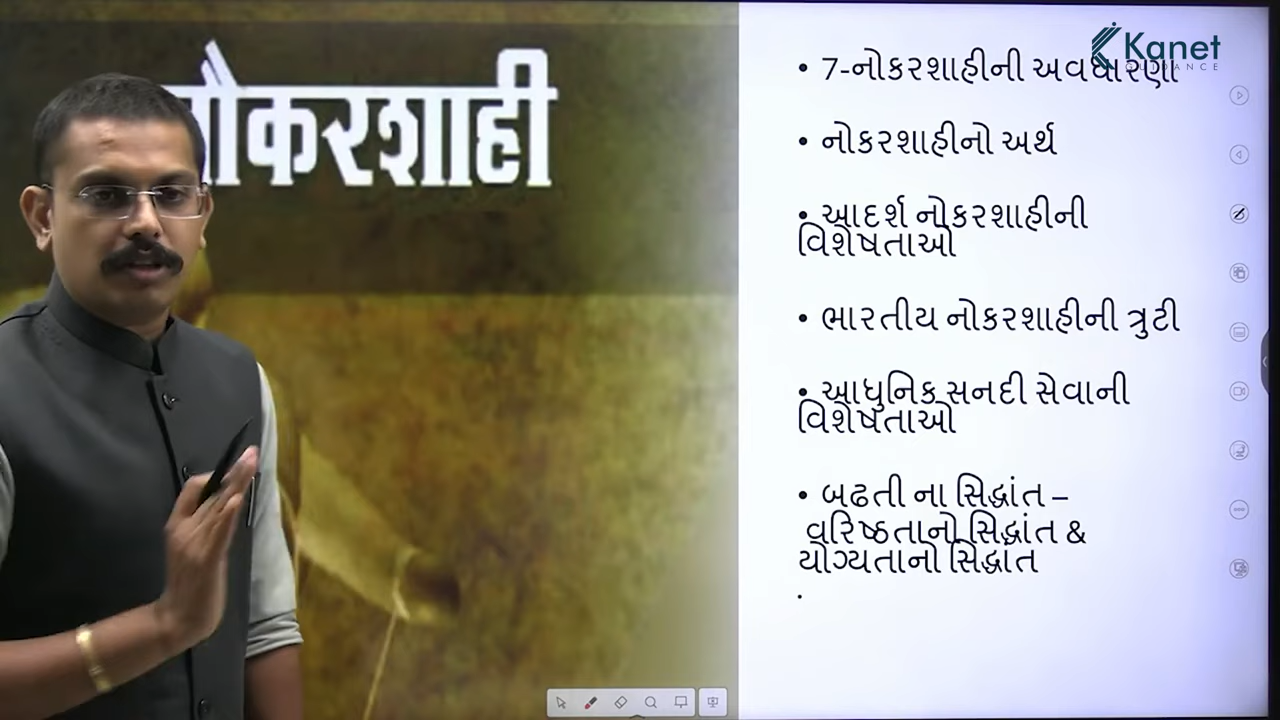 नौकरशाही
Kanet
GUIDANCE
• 7-નોકરશાહીની અવધારણા
• નોકરશાહીનો અર્થ
• આદર્શ નોકરશાહીની
વિશેષતાઓ
• ભારતીય નોકરશાહીની ત્રુટી
• આધુનિક સનદી સેવાની
વિશેષતાઓ
• બઢતી ના સિદ્ધાંત –
વરિષ્ઠતાનો સિદ્ધાંત &
યોગ્યતાનો સિદ્ધાંત
•